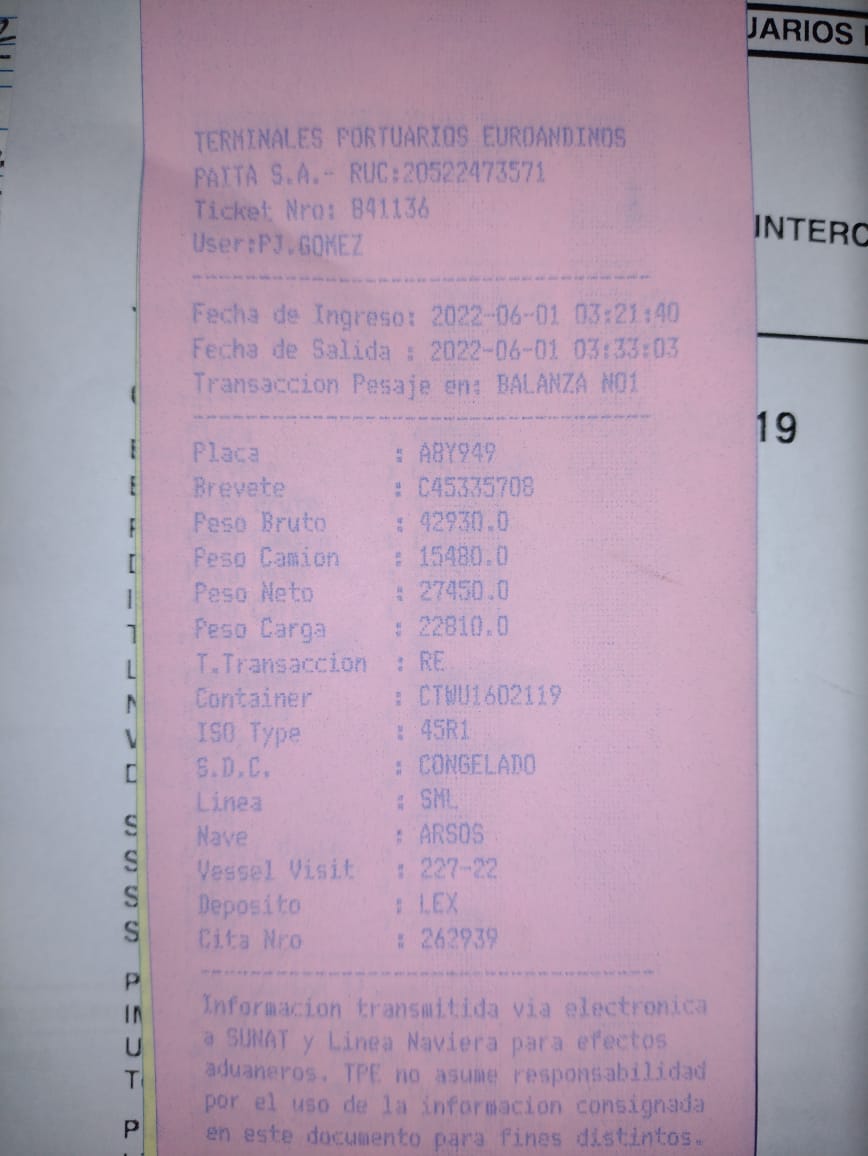 UARIOS
INTERC
19
TERMINALES PORTUARIOS EUROANDINOS
PAITA S.A.- RUC:20522473571
Ticket Nro: 841136
User:PJ.GOMEZ
Fecha de Ingreso: 2022-06-01 03:21:40
Fecha de Salida : 2022-06-01 03:33:03
Transaccion Pesaje en: BALANZA NO1
Placa : A8Y949
Brevete : C45335708
Peso Bruto : 42930.0
Peso Camion : 15480.0
Peso Neto : 27450.0
Peso Carga : 22810.0
T.Transaccion : RE
Container : CTWU1602119
ISO Type : 45R1
S.D.C. : CONGELADO
Linea : SML
Nave : ARSOS
Vessel Visit : 227-22
Deposito : LEX
Cita Nro : 262939
Informacion transmitida via electronica
a SUNAT y Linea Naviera para efectos
aduaneros. TPE no asume responsabilidad
por el uso de la informacion consignada
en este documento para fines distintos.